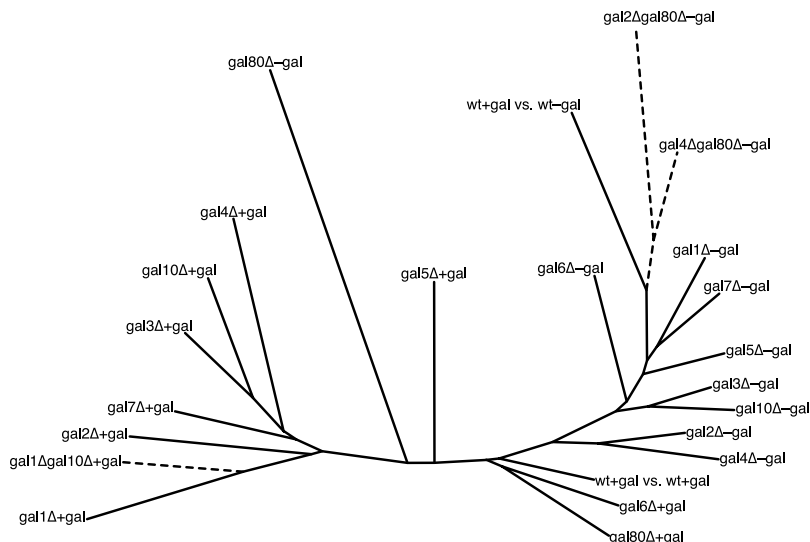 gal2Δgal80Δ–gal
gal80Δ–gal
wt+gal vs. wt–gal
gal4Δgal80Δ–gal
gal4Δ+gal
gal1Δ–gal
gal10Δ+gal
gal5Δ+gal
gal6Δ–gal
gal7Δ–gal
gal3Δ+gal
gal5Δ–gal
gal3Δ–gal
gal7Δ+gal
gal10Δ–gal
gal2Δ+gal
gal2Δ–gal
gal1Δgal10Δ+gal
gal4Δ–gal
wt+gal vs. wt+gal
gal6Δ+gal
gal1Δ+gal
gal80Δ+gal